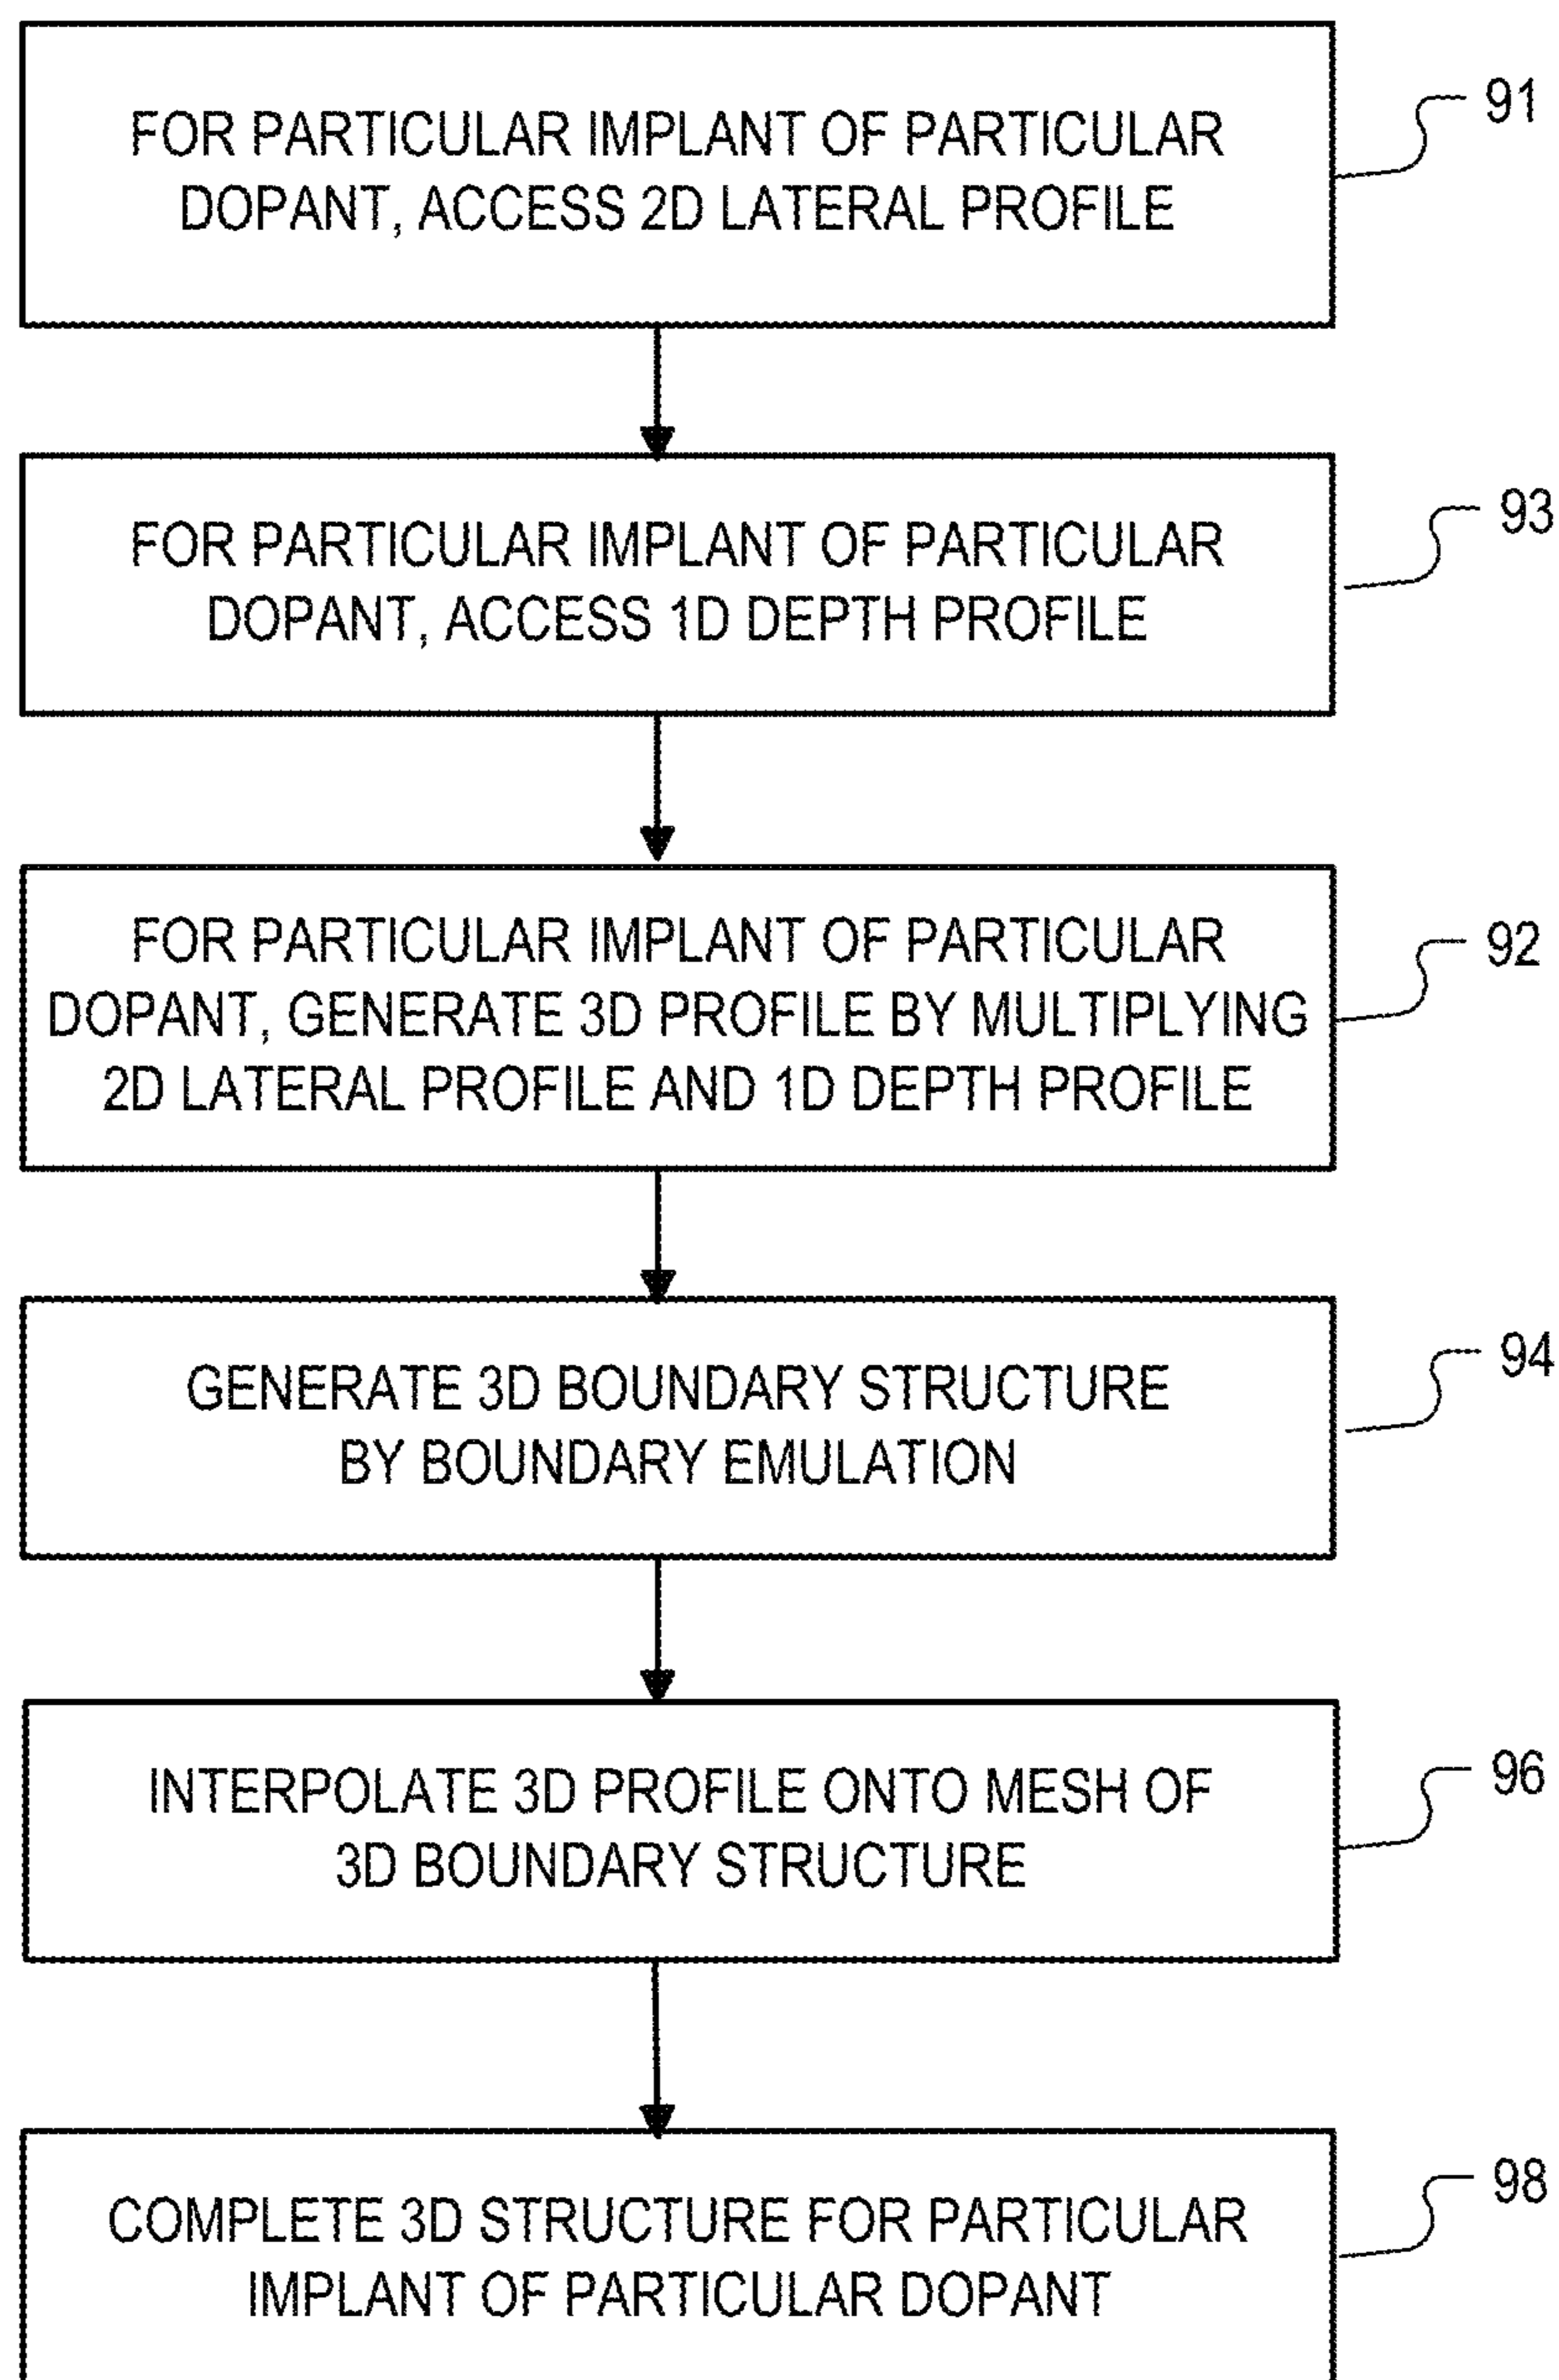 FOR PARTICULAR IMPLANT OF PARTICULAR
DOPANT, ACCESS 2D LATERAL PROFILE
91
FOR PARTICULAR IMPLANT OF PARTICULAR
DOPANT, ACCESS 1D DEPTH PROFILE
93
FOR PARTICULAR IMPLANT OF PARTICULAR
DOPANT, GENERATE 3D PROFILE BY MULTIPLYING
2D LATERAL PROFILE AND 1D DEPTH PROFILE
92
GENERATE 3D BOUNDARY STRUCTURE
BY BOUNDARY EMULATION
94
INTERPOLATE 3D PROFILE ONTO MESH OF
3D BOUNDARY STRUCTURE
96
COMPLETE 3D STRUCTURE FOR PARTICULAR
IMPLANT OF PARTICULAR DOPANT
98